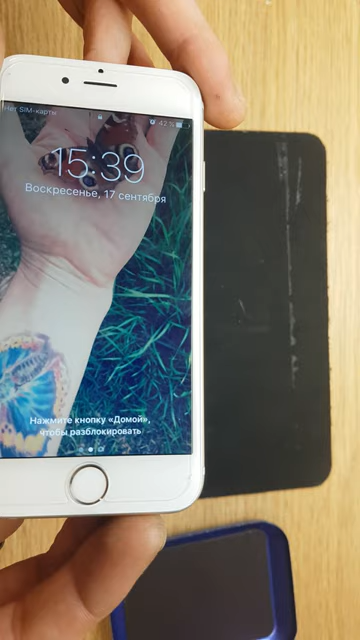 Нет SIM-карты
42 %
15:39
Воскресенье, 17 сентября
Нажмите кнопку «Домой»,
чтобы разблокировать